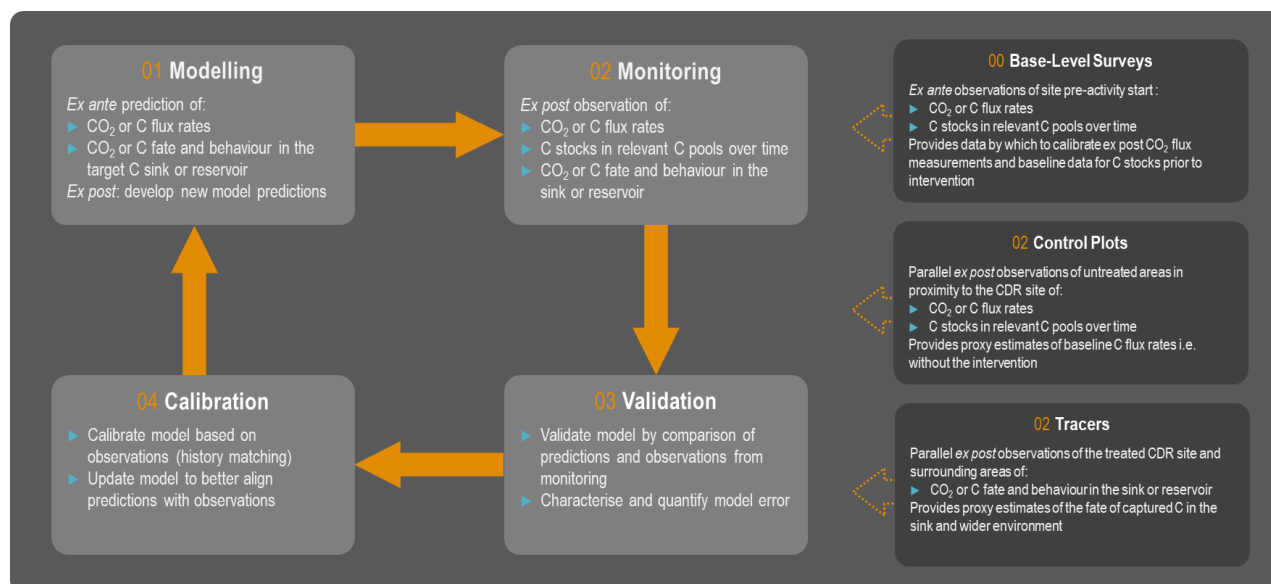 01 Modelling
Ex ante prediction of:
CO₂ or C flux rates
CO₂ or C fate and behaviour in the
target C sink or reservoir
Ex post: develop new model predictions
02 Monitoring
Ex post observation of:
CO₂ or C flux rates
C stocks in relevant C pools over time
CO₂ or C fate and behaviour in the
sink or reservoir
03 Validation
Validate model by comparison of
predictions and observations from
monitoring
Characterise and quantify model error
04 Calibration
Calibrate model based on
observations (history matching)
Update model to better align
predictions with observations
00 Base-Level Surveys
Ex ante observations of site pre-activity start :
CO₂ or C flux rates
C stocks in relevant C pools over time
Provides data by which to calibrate ex post CO₂ flux
measurements and baseline data for C stocks prior to
intervention
02 Control Plots
Parallel ex post observations of untreated areas in
proximity to the CDR site of:
CO₂ or C flux rates
C stocks in relevant C pools over time
Provides proxy estimates of baseline C flux rates i.e.
without the intervention
02 Tracers
Parallel ex post observations of the treated CDR site and
surrounding areas of:
CO₂ or C fate and behaviour in the sink or reservoir
Provides proxy estimates of the fate of captured C in the
sink and wider environment